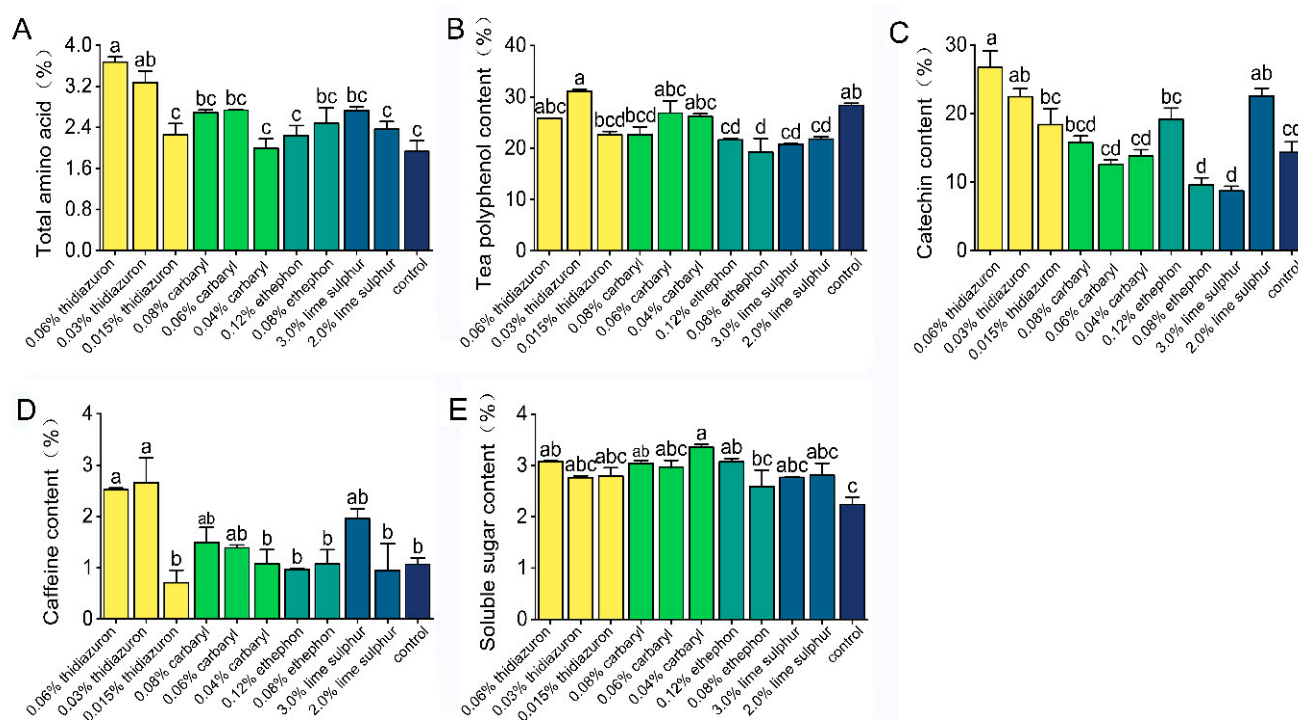 A
Total amino acid (%)
4.0
3.2
2.4
1.6
0.8
0.0
a ab c bc bc c c bc bc c c
0.06% thidiazuron
0.03% thidiazuron
0.015% thidiazuron
0.08% carbaryl
0.06% carbaryl
0.04% carbaryl
0.12% ethephon
0.08% ethephon
3.0% lime sulphur
2.0% lime sulphur
control
B
Tea polyphenol content (%)
40
30
20
10
0
abc a bcd bcd abc abc cd d cd cd ab
0.06% thidiazuron
0.03% thidiazuron
0.015% thidiazuron
0.08% carbaryl
0.06% carbaryl
0.04% carbaryl
0.12% ethephon
0.08% ethephon
3.0% lime sulphur
2.0% lime sulphur
control
C
Catechin content (%)
30
20
10
0
a ab bc bcd cd cd bc d d ab cd
0.06% thidiazuron
0.03% thidiazuron
0.015% thidiazuron
0.08% carbaryl
0.06% carbaryl
0.04% carbaryl
0.12% ethephon
0.08% ethephon
3.0% lime sulphur
2.0% lime sulphur
control
D
Caffeine content (%)
4
3
2
1
0
a a b ab ab b b b ab b b
0.06% thidiazuron
0.03% thidiazuron
0.015% thidiazuron
0.08% carbaryl
0.06% carbaryl
0.04% carbaryl
0.12% ethephon
0.08% ethephon
3.0% lime sulphur
2.0% lime sulphur
control
E
Soluble sugar content (%)
4
3
2
1
0
ab abc abc ab abc a ab bc abc abc c
0.06% thidiazuron
0.03% thidiazuron
0.015% thidiazuron
0.08% carbaryl
0.06% carbaryl
0.04% carbaryl
0.12% ethephon
0.08% ethephon
3.0% lime sulphur
2.0% lime sulphur
control